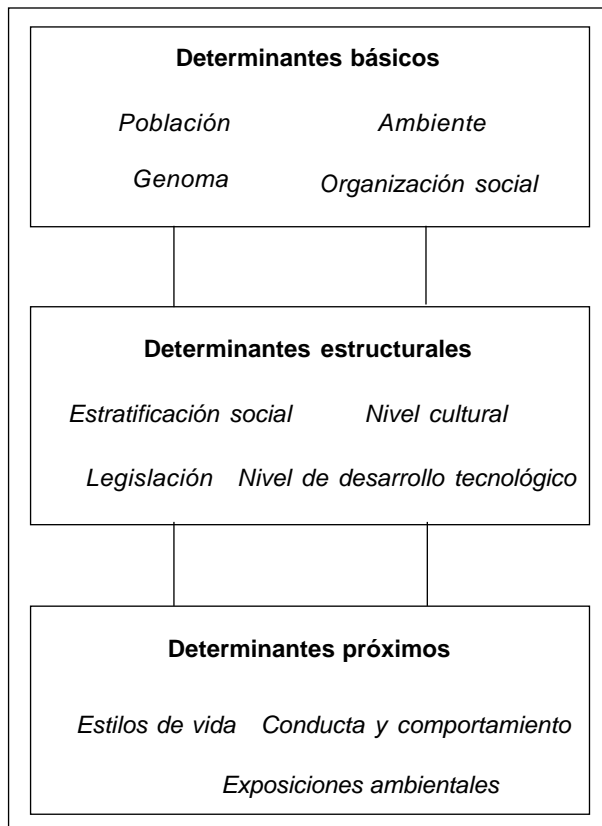 Determinantes básicos
Población Ambiente
Genoma Organización social
Determinantes estructurales
Estratificación social Nivel cultural
Legislación Nivel de desarrollo tecnológico
Determinantes próximos
Estilos de vida Conducta y comportamiento
Exposiciones ambientales